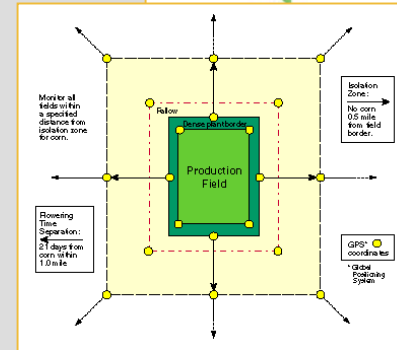 Monitor all
fields within
a specified
distance from
isolation zone
for corn.
Isolation
Zone:
No corn
0.5 mile
from field
border.
Fallow
Dense plant border
Production
Field
Flowering
Time
Separation:
21 days from
corn within
1.0 mile
GPS*
coordinates
*Global
Positioning
System